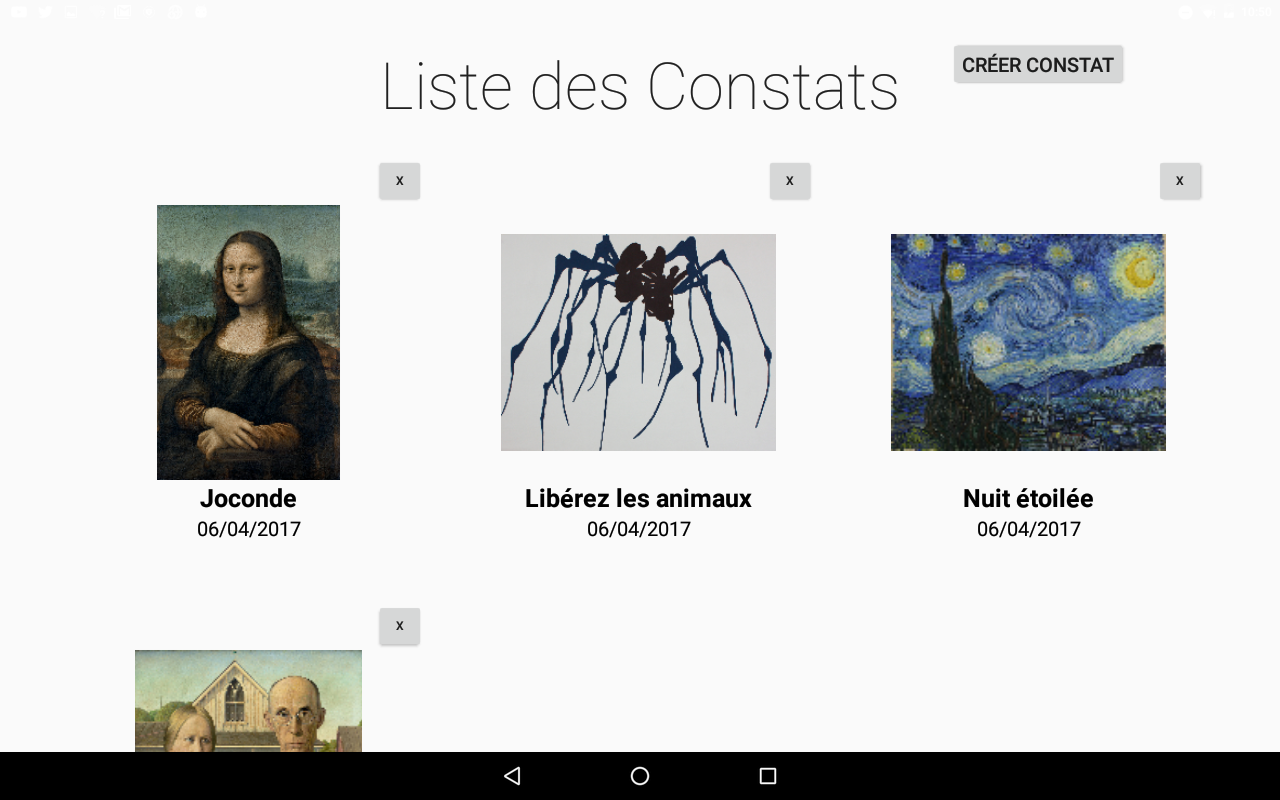 Liste des Constats
CRÉER CONSTAT
X
X
X
Joconde
Libérez les animaux
Nuit étoilée
06/04/2017
06/04/2017
06/04/2017
X